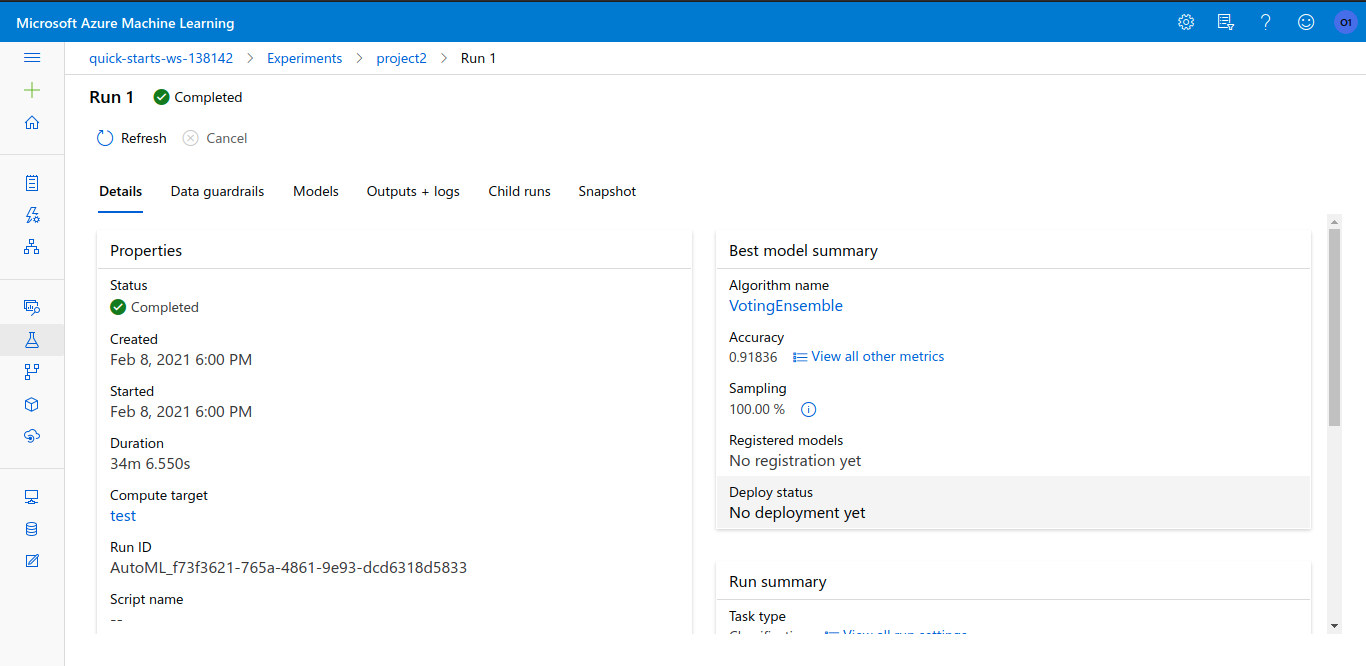 Microsoft Azure Machine Learning
O1
quick-starts-ws-138142 > Experiments > project2 > Run 1
Run 1 Completed
Refresh Cancel
Details Data guardrails Models Outputs + logs Child runs Snapshot
Properties
Status
Completed
Created
Feb 8, 2021 6:00 PM
Started
Feb 8, 2021 6:00 PM
Duration
34m 6.550s
Compute target
test
Run ID
AutoML_f73f3621-765a-4861-9e93-dcd6318d5833
Script name
--
Best model summary
Algorithm name
VotingEnsemble
Accuracy
0.91836 View all other metrics
Sampling
100.00 %
Registered models
No registration yet
Deploy status
No deployment yet
Run summary
Task type
Classification View all run settings